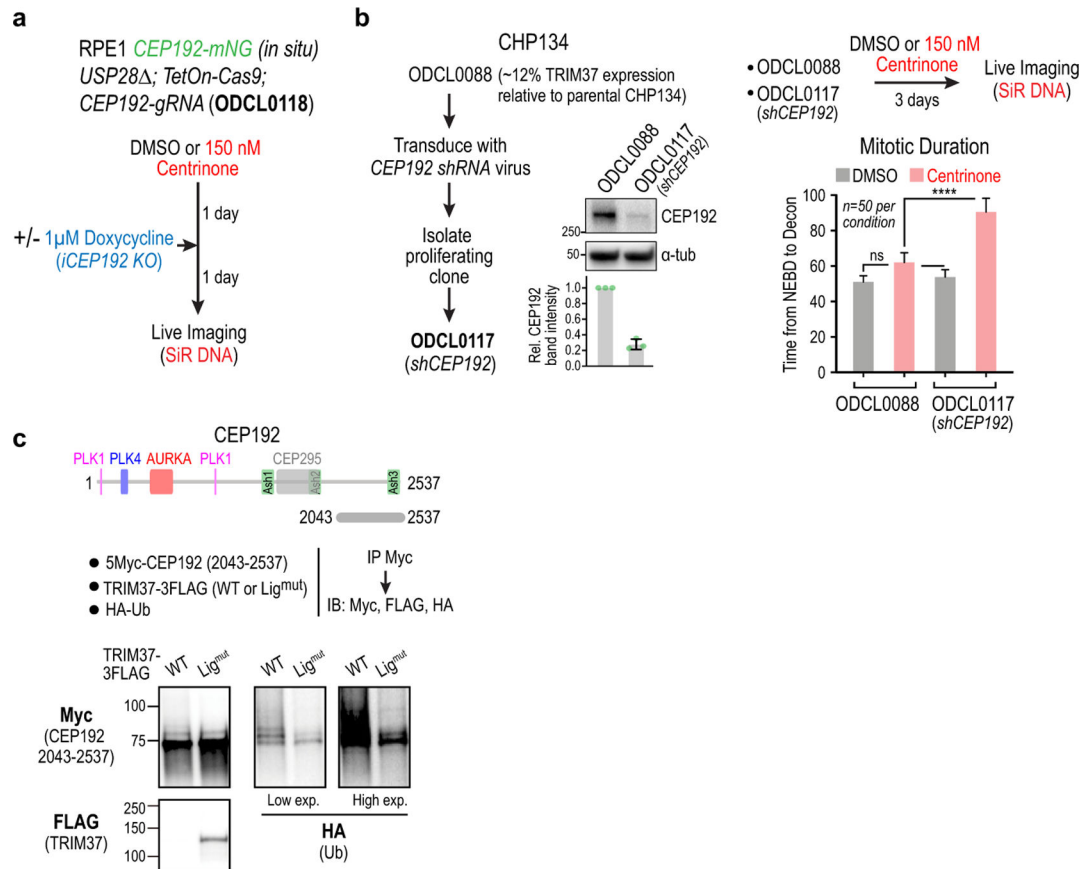 a
RPE1 CEP192-mNG (in situ)
USP28Δ; TetOn-Cas9;
CEP192-gRNA (ODCL0118)
DMSO or 150 nM
Centrinone
1 day
+/- 1µM Doxycycline
(iCEP192 KO)
1 day
Live Imaging
(SiR DNA)
b
CHP134
ODCL0088 (~12% TRIM37 expression
relative to parental CHP134)
Transduce with
CEP192 shRNA virus
Isolate
proliferating
clone
ODCL0117
(shCEP192)
ODCL0088
ODCL0117
(shCEP192)
250
CEP192
50
α-tub
Rel. CEP192
band intensity
1.0
0.8
0.6
0.4
0.2
0.0
• ODCL0088
• ODCL0117
(shCEP192)
DMSO or 150 nM
Centrinone
3 days
Live Imaging
(SiR DNA)
Mitotic Duration
DMSO
Centrinone
Time from NEBD to Decon
100
80
60
40
20
0
n=50 per
condition
ns
****
ODCL0088
ODCL0117
(shCEP192)
c
CEP192
PLK1
PLK4
AURKA
PLK1
CEP295
1
Ash1
Ash2
Ash3
2537
2043
2537
● 5Myc-CEP192 (2043-2537)
● TRIM37-3FLAG (WT or Ligmut)
● HA-Ub
IP Myc
IB: Myc, FLAG, HA
TRIM37-
3FLAG
WT
Ligmut
WT
Ligmut
WT
Ligmut
Myc
(CEP192
2043-2537)
100
75
Low exp.
High exp.
HA
(Ub)
FLAG
(TRIM37)
250
150
100